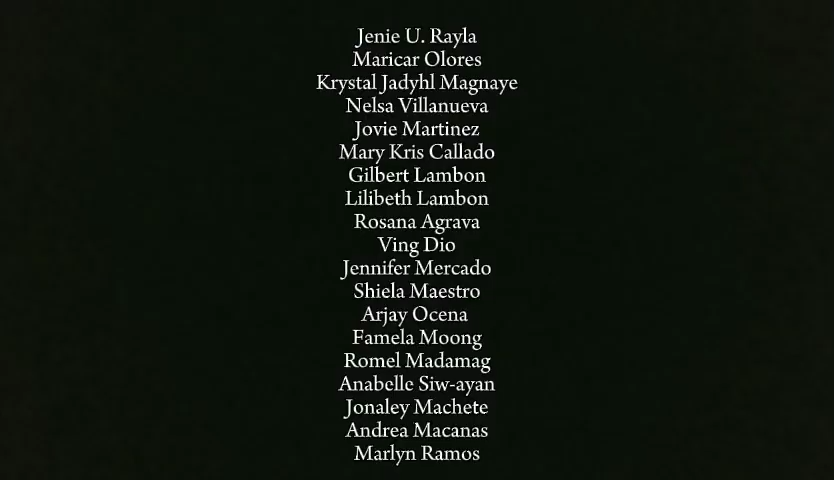 Jenie U. Rayla
Maricar Olores
Krystal Jadyhl Magnaye
Nelsa Villanueva
Jovie Martinez
Mary Kris Callado
Gilbert Lambon
Lilibeth Lambon
Rosana Agrava
Ving Dio
Jennifer Mercado
Shiela Maestro
Arjay Ocena
Famela Moong
Romel Madamag
Anabelle Siw-ayan
Jonaley Machete
Andrea Macanas
Marlyn Ramos